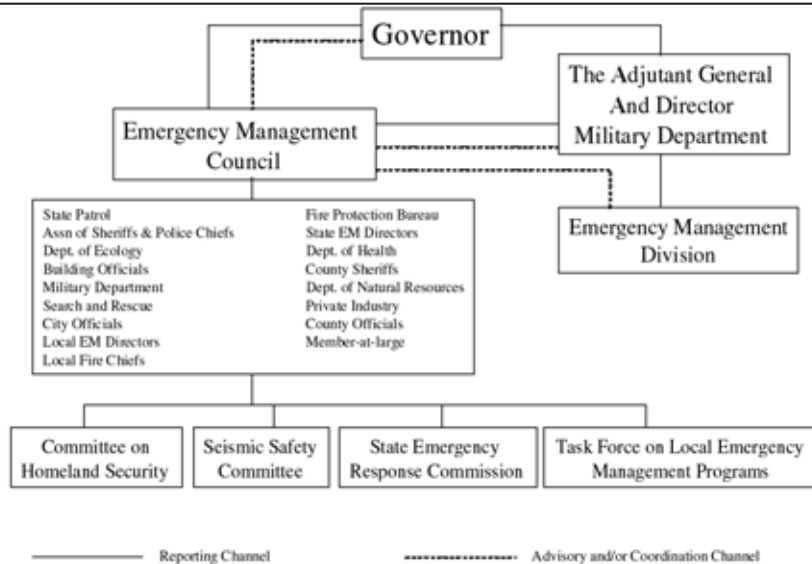 Governor
The Adjutant General
And Director
Military Department
Emergency Management
Council
Emergency Management
Division
State Patrol
Assn of Sheriffs & Police Chiefs
Dept. of Ecology
Building Officials
Military Department
Search and Rescue
City Officials
Local EM Directors
Local Fire Chiefs
Fire Protection Bureau
State EM Directors
Dept. of Health
County Sheriffs
Dept. of Natural Resources
Private Industry
County Officials
Member-at-large
Committee on
Homeland Security
Seismic Safety
Committee
State Emergency
Response Commission
Task Force on Local Emergency
Management Programs
Reporting Channel
Advisory and/or Coordination Channel